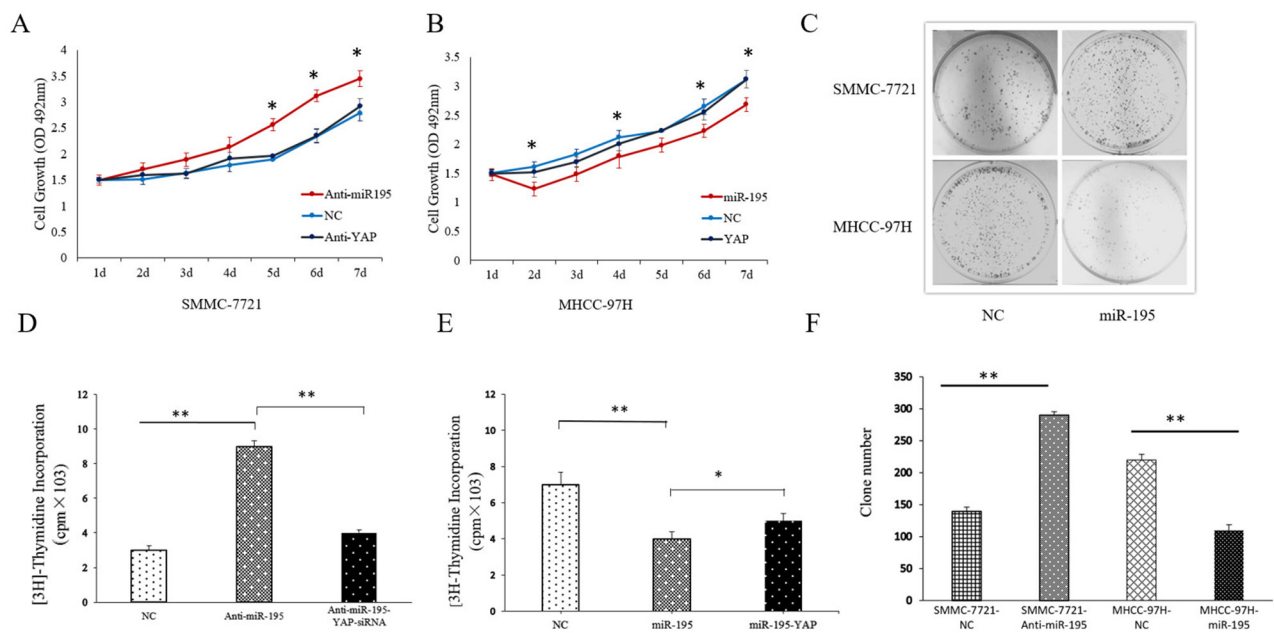 A
Cell Growth (OD 492nm)
4
3.5
3
2.5
2
1.5
1
0.5
0
*
*
*
Anti-miR195
NC
Anti-YAP
1d 2d 3d 4d 5d 6d 7d
SMMC-7721
B
Cell Growth (OD 492nm)
3.5
3
2.5
2
1.5
1
0.5
0
*
*
*
*
miR-195
NC
YAP
1d 2d 3d 4d 5d 6d 7d
MHCC-97H
C
SMMC-7721
MHCC-97H
NC miR-195
D
[3H]-Thymidine Incorporation
(cpm×103)
12
10
8
6
4
2
0
**
**
NC Anti-miR-195 Anti-miR-195-
YAP-siRNA
E
[3H-Thymidine Incorporation
(cpm×103)
12
10
8
6
4
2
0
**
*
NC miR-195 miR-195-YAP
F
Clone number
350
300
250
200
150
100
50
0
**
**
SMMC-7721- SMMC-7721- MHCC-97H- MHCC-97H-
NC Anti-miR-195 NC miR-195